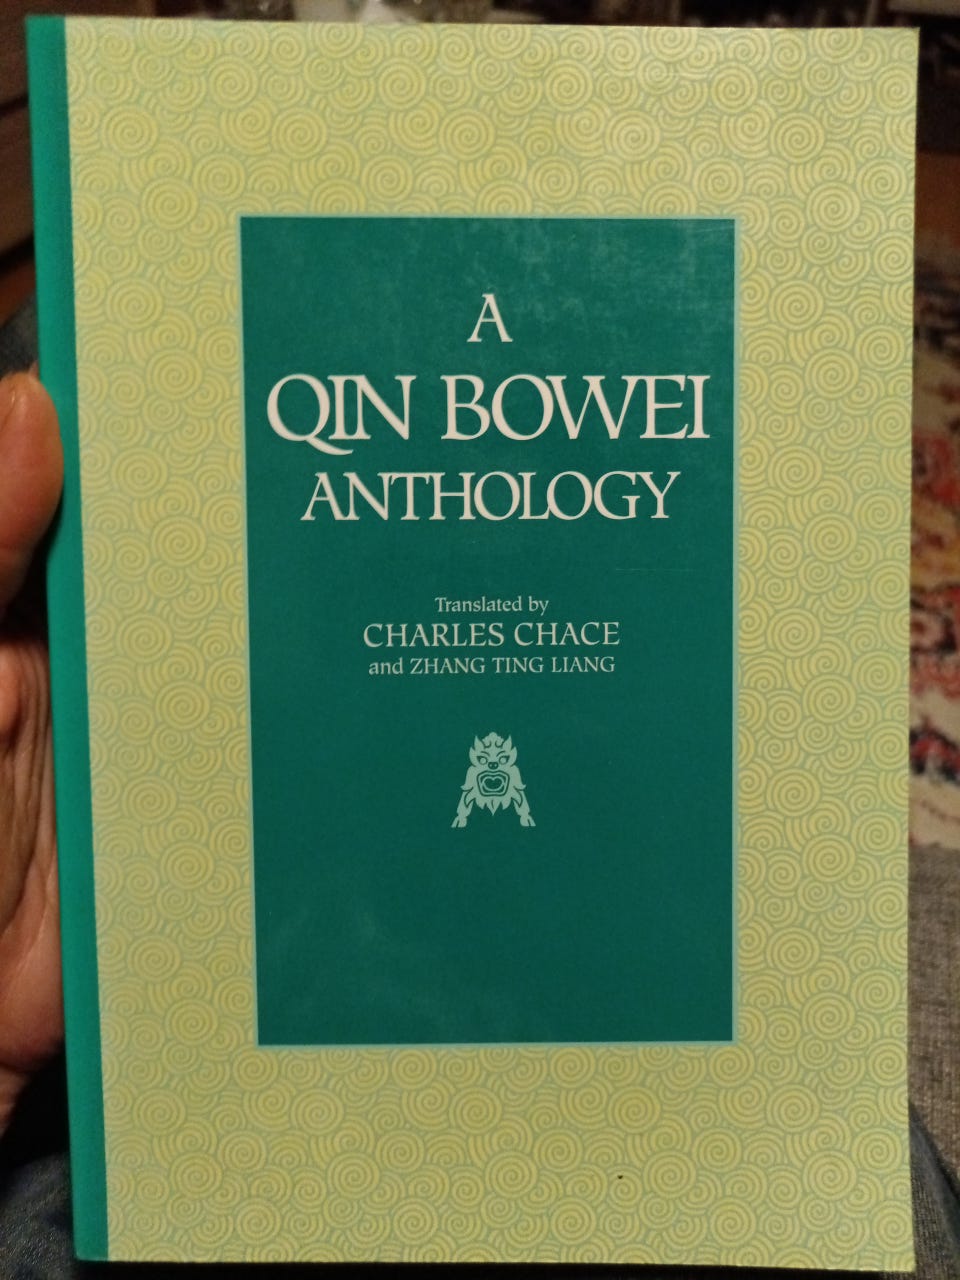 A
QIN BOWEI
ANTHOLOGY
Translated by
CHARLES CHACE
and ZHANG TING LIANG